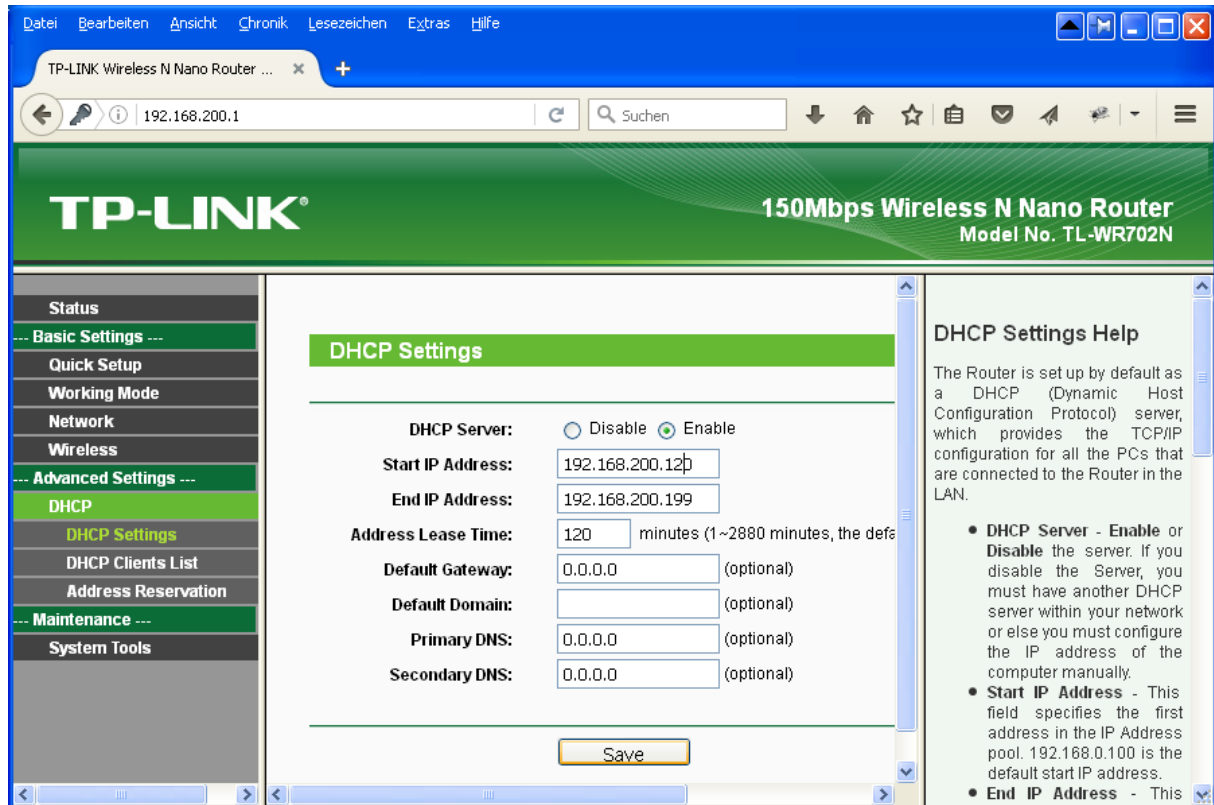 Datei Bearbeiten Ansicht Chronik Lesezeichen Extras Hilfe
TP-LINK Wireless N Nano Router ...
192.168.200.1
Suchen
TP-LINK®
150Mbps Wireless N Nano Router
Model No. TL-WR702N
Status
--- Basic Settings ---
Quick Setup
Working Mode
Network
Wireless
--- Advanced Settings ---
DHCP
DHCP Settings
DHCP Clients List
Address Reservation
--- Maintenance ---
System Tools
DHCP Settings
DHCP Server: Disable Enable
Start IP Address: 192.168.200.120
End IP Address: 192.168.200.199
Address Lease Time: 120 minutes (1~2880 minutes, the defa
Default Gateway: 0.0.0.0 (optional)
Default Domain: (optional)
Primary DNS: 0.0.0.0 (optional)
Secondary DNS: 0.0.0.0 (optional)
Save
DHCP Settings Help
The Router is set up by default as
a DHCP (Dynamic Host
Configuration Protocol) server,
which provides the TCP/IP
configuration for all the PCs that
are connected to the Router in the
LAN.
• DHCP Server - Enable or
Disable the server. If you
disable the Server, you
must have another DHCP
server within your network
or else you must configure
the IP address of the
computer manually.
• Start IP Address - This
field specifies the first
address in the IP Address
pool. 192.168.0.100 is the
default start IP address.
• End IP Address - This